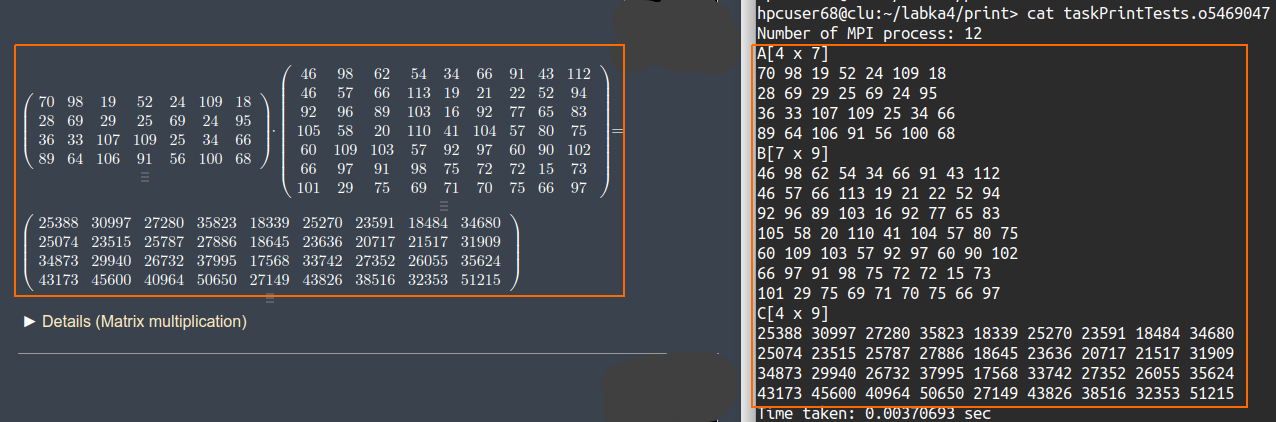 70 98 19 52 24 109 18
28 69 29 25 69 24 95
36 33 107 109 25 34 66
89 64 106 91 56 100 68
·
46 98 62 54 34 66 91 43 112
46 57 66 113 19 21 22 52 94
92 96 89 103 16 92 77 65 83
105 58 20 110 41 104 57 80 75
60 109 103 57 92 97 60 90 102
66 97 91 98 75 72 72 15 73
101 29 75 69 71 70 75 66 97
=
25388 30997 27280 35823 18339 25270 23591 18484 34680
25074 23515 25787 27886 18645 23636 20717 21517 31909
34873 29940 26732 37995 17568 33742 27352 26055 35624
43173 45600 40964 50650 27149 43826 38516 32353 51215
► Details (Matrix multiplication)
hpcuser68@clu:~/labka4/print> cat taskPrintTests.o5469047
Number of MPI process: 12
A[4 x 7]
70 98 19 52 24 109 18
28 69 29 25 69 24 95
36 33 107 109 25 34 66
89 64 106 91 56 100 68
B[7 x 9]
46 98 62 54 34 66 91 43 112
46 57 66 113 19 21 22 52 94
92 96 89 103 16 92 77 65 83
105 58 20 110 41 104 57 80 75
60 109 103 57 92 97 60 90 102
66 97 91 98 75 72 72 15 73
101 29 75 69 71 70 75 66 97
C[4 x 9]
25388 30997 27280 35823 18339 25270 23591 18484 34680
25074 23515 25787 27886 18645 23636 20717 21517 31909
34873 29940 26732 37995 17568 33742 27352 26055 35624
43173 45600 40964 50650 27149 43826 38516 32353 51215
Time taken: 0.00370693 sec